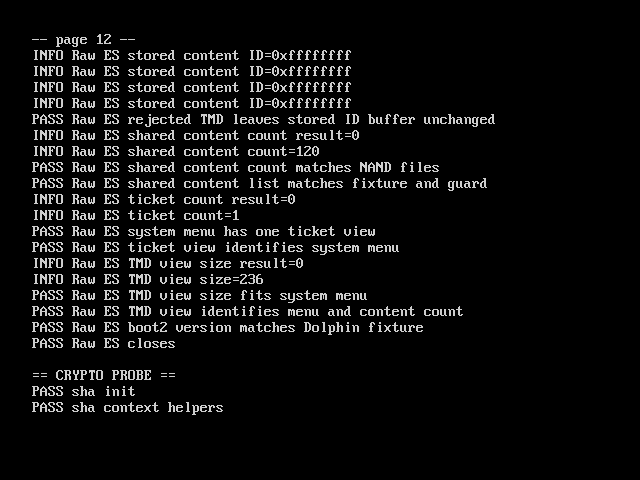 -- page 12 --
INFO Raw ES stored content ID=0xffffffff
INFO Raw ES stored content ID=0xffffffff
INFO Raw ES stored content ID=0xffffffff
INFO Raw ES stored content ID=0xffffffff
PASS Raw ES rejected TMD leaves stored ID buffer unchanged
INFO Raw ES shared content count result=0
INFO Raw ES shared content count=120
PASS Raw ES shared content count matches NAND files
PASS Raw ES shared content list matches fixture and guard
INFO Raw ES ticket count result=0
INFO Raw ES ticket count=1
PASS Raw ES system menu has one ticket view
PASS Raw ES ticket view identifies system menu
INFO Raw ES TMD view size result=0
INFO Raw ES TMD view size=236
PASS Raw ES TMD view size fits system menu
PASS Raw ES TMD view identifies menu and content count
PASS Raw ES boot2 version matches Dolphin fixture
PASS Raw ES closes
== CRYPTO PROBE ==
PASS sha init
PASS sha context helpers